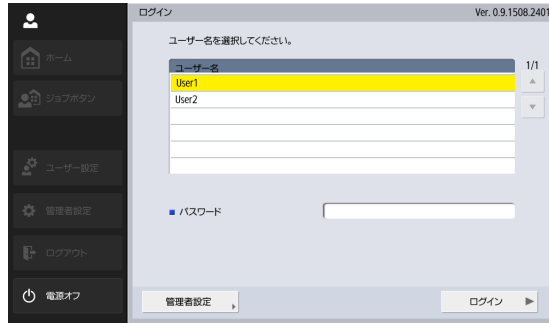 ログイン
Ver. 0.9.1508.2401
ユーザー名を選択してください。
ユーザー名
1/1
User1
User2
ホーム
ジョブボタン
ユーザー設定
管理者設定
ログアウト
電源オフ
パスワード
管理者設定
ログイン